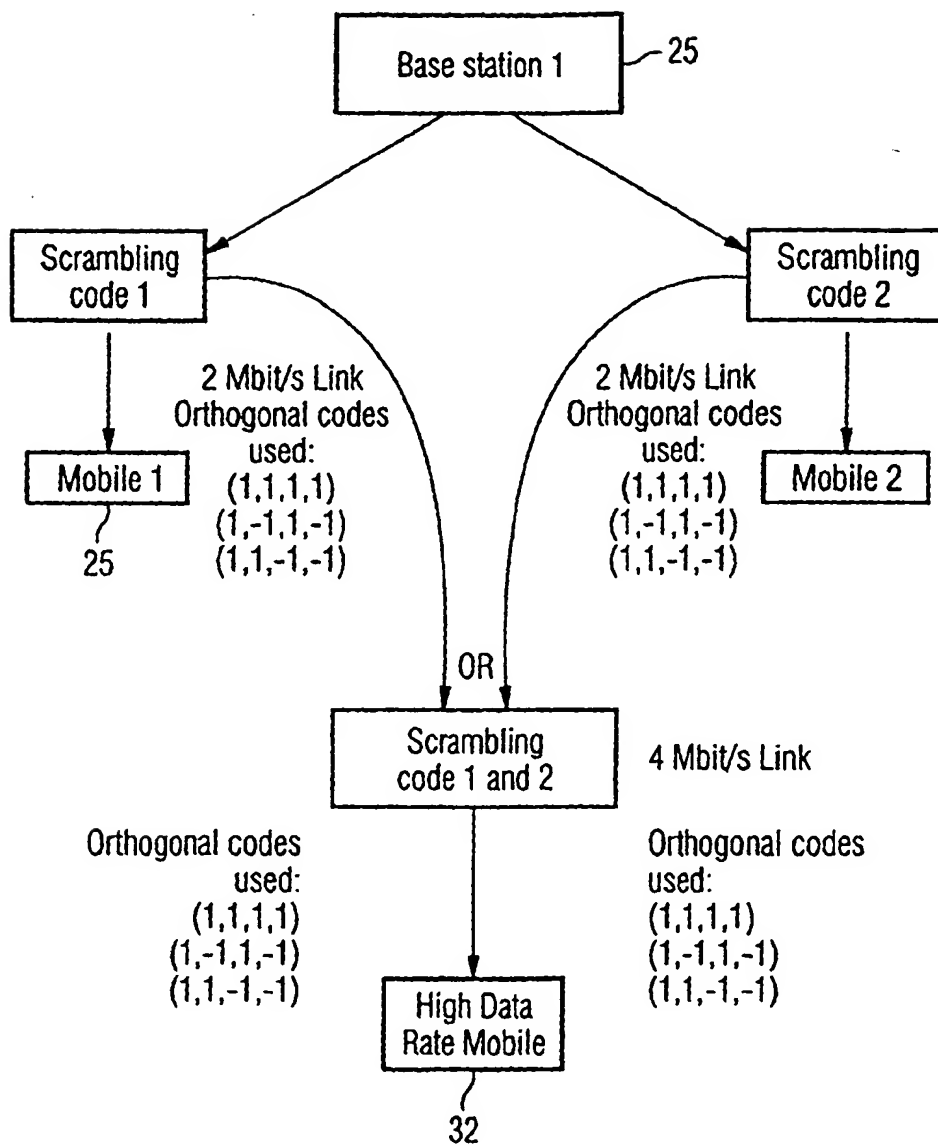 Base station 1
25
Scrambling
code 1
Scrambling
code 2
2 Mbit/s Link
Orthogonal codes
used:
(1,1,1,1)
(1,-1,1,-1)
(1,1,-1,-1)
2 Mbit/s Link
Orthogonal codes
used:
(1,1,1,1)
(1,-1,1,-1)
(1,1,-1,-1)
Mobile 1
25
Mobile 2
OR
Scrambling
code 1 and 2
4 Mbit/s Link
Orthogonal codes
used:
(1,1,1,1)
(1,-1,1,-1)
(1,1,-1,-1)
Orthogonal codes
used:
(1,1,1,1)
(1,-1,1,-1)
(1,1,-1,-1)
High Data
Rate Mobile
32